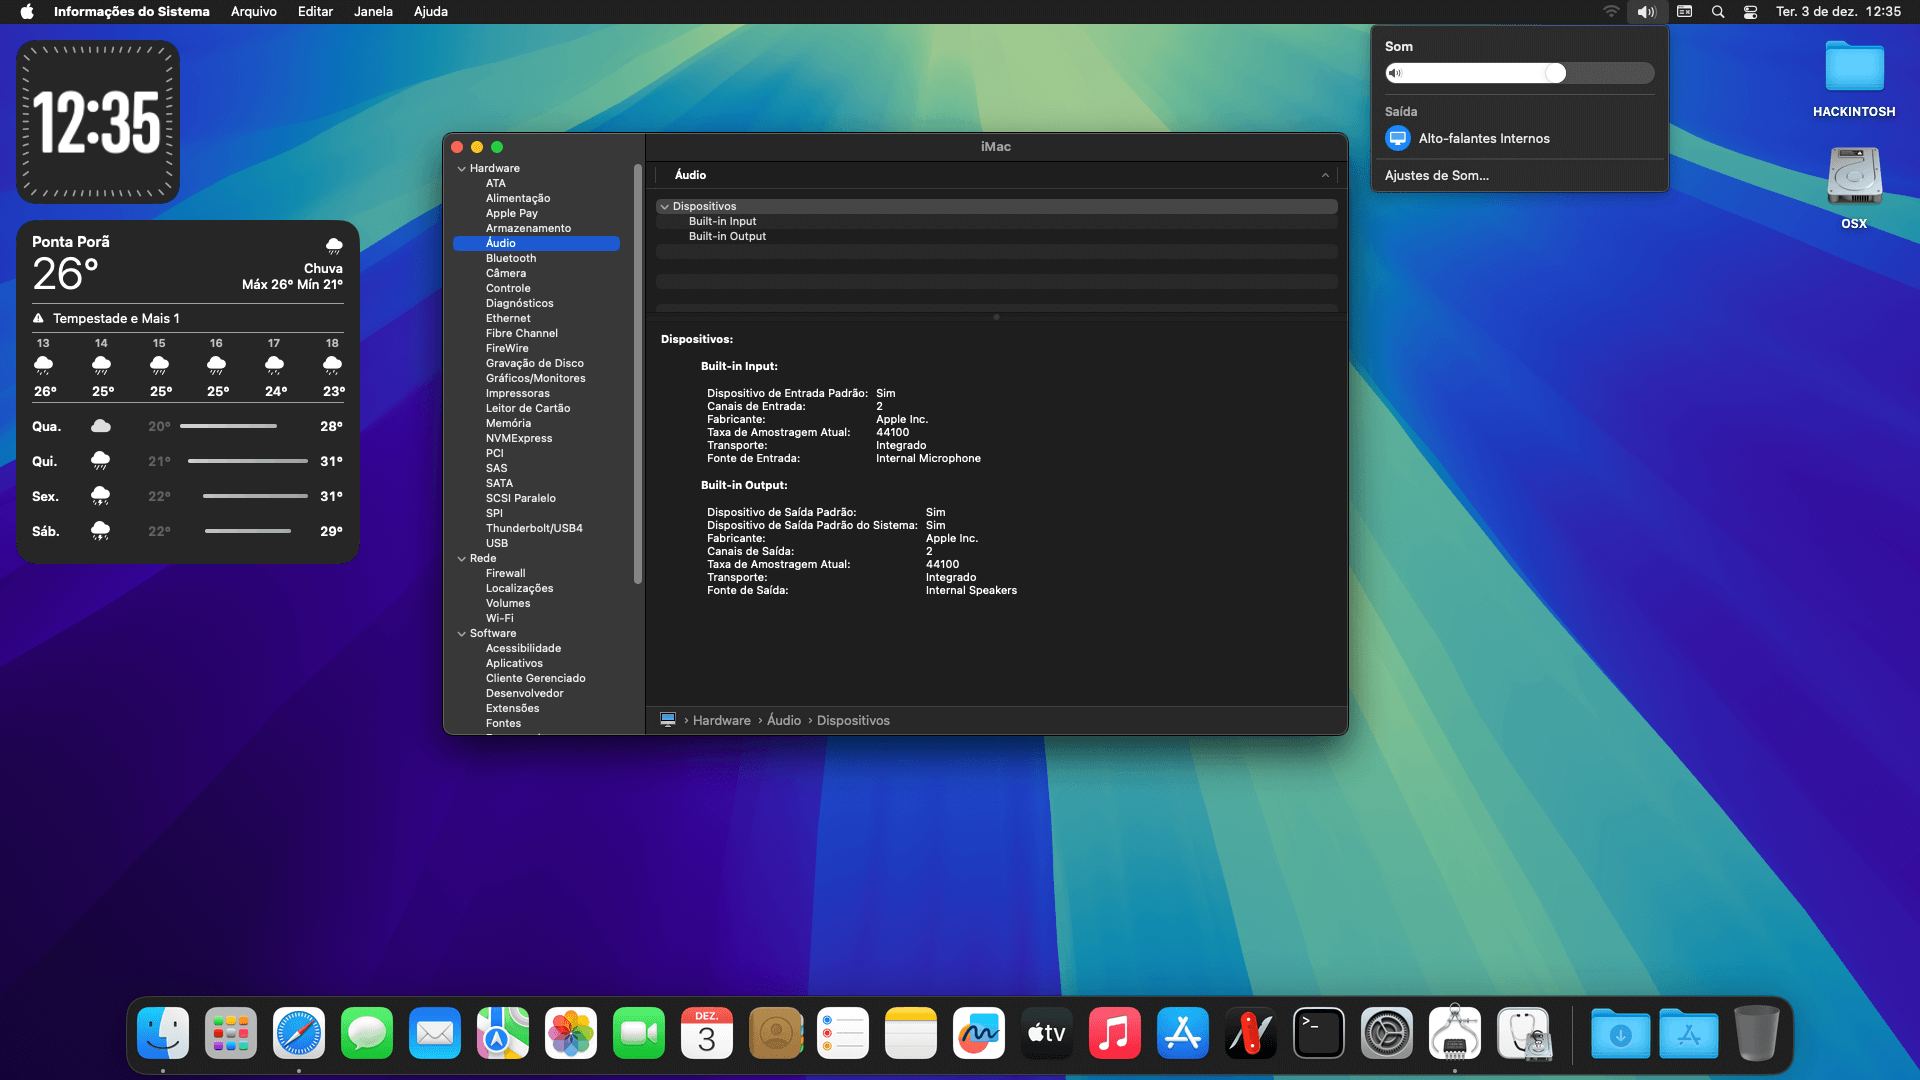 Informações do Sistema Arquivo Editar Janela Ajuda Ter. 3 de dez. 12:35
12:35
Ponta Porã
26°
Chuva
Máx 26° Mín 21°
Tempestade e Mais 1
13 14 15 16 17 18
26° 25° 25° 25° 24° 23°
Qua. 20° 28°
Qui. 21° 31°
Sex. 22° 31°
Sáb. 22° 29°
Hardware
ATA
Alimentação
Apple Pay
Armazenamento
Áudio
Bluetooth
Câmera
Controle
Diagnósticos
Ethernet
Fibre Channel
FireWire
Gravação de Disco
Gráficos/Monitores
Impressoras
Leitor de Cartão
Memória
NVMExpress
PCI
SAS
SATA
SCSI Paralelo
SPI
Thunderbolt/USB4
USB
Rede
Firewall
Localizações
Volumes
Wi-Fi
Software
Acessibilidade
Aplicativos
Cliente Gerenciado
Desenvolvedor
Extensões
Fontes
iMac
Áudio
Dispositivos
Built-in Input
Built-in Output
Dispositivos:
Built-in Input:
Dispositivo de Entrada Padrão: Sim
Canais de Entrada: 2
Fabricante: Apple Inc.
Taxa de Amostragem Atual: 44100
Transporte: Integrado
Fonte de Entrada: Internal Microphone
Built-in Output:
Dispositivo de Saída Padrão: Sim
Dispositivo de Saída Padrão do Sistema: Sim
Fabricante: Apple Inc.
Canais de Saída: 2
Taxa de Amostragem Atual: 44100
Transporte: Integrado
Fonte de Saída: Internal Speakers
Hardware › Áudio › Dispositivos
Som
Saída
Alto-falantes Internos
Ajustes de Som...
HACKINTOSH
OSX
DEZ.
3
tv
>_